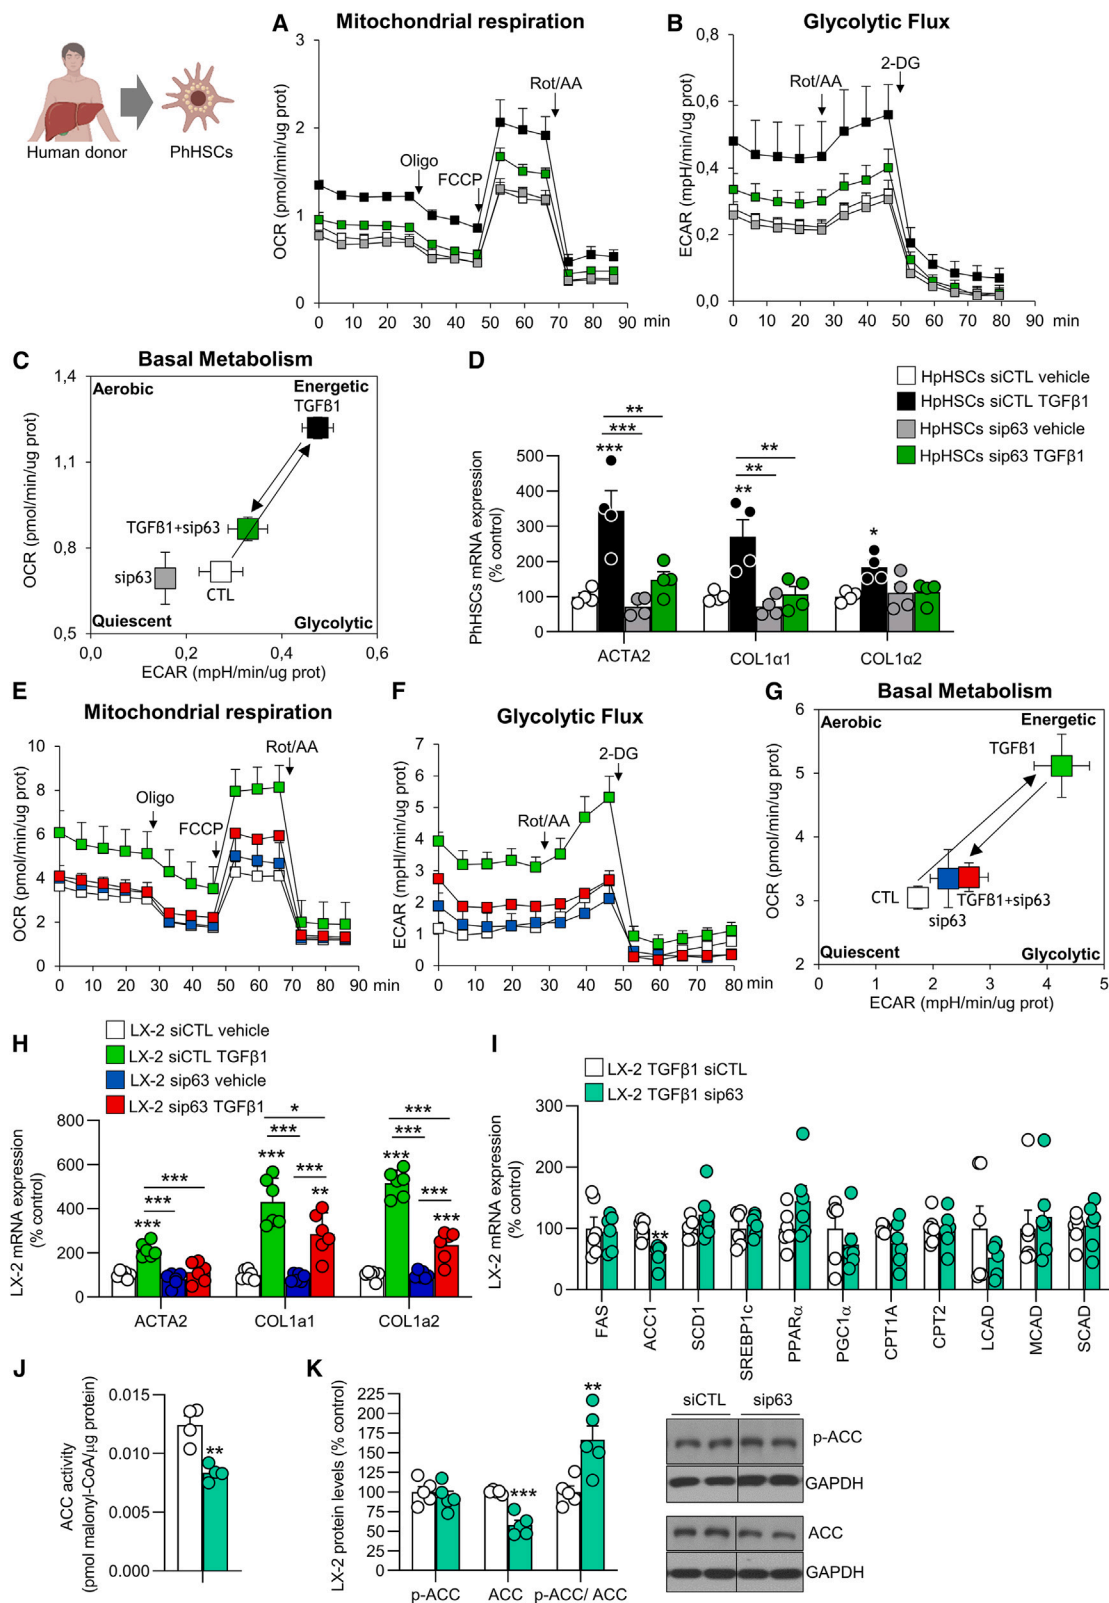 Human donor
PhHSCs
A
Mitochondrial respiration
OCR (pmol/min/ug prot)
3
2
1
0
Oligo
FCCP
Rot/AA
0 10 20 30 40 50 60 70 80 90 min
B
Glycolytic Flux
ECAR (mpH/min/ug prot)
0,8
0,6
0,4
0,2
0,0
Rot/AA
2-DG
0 10 20 30 40 50 60 70 80 90 min
C
Basal Metabolism
OCR (pmol/min/ug prot)
1,4
1,1
0,8
0,5
Aerobic
Energetic
TGFβ1
TGFβ1+sip63
sip63
CTL
Quiescent
Glycolytic
0,0 0,2 0,4 0,6
ECAR (mpH/min/ug prot)
D
HpHSCs siCTL vehicle
HpHSCs siCTL TGFβ1
HpHSCs sip63 vehicle
HpHSCs sip63 TGFβ1
PhHSCs mRNA expression
(% control)
500
400
300
200
100
0
**
***
***
**
**
**
*
ACTA2 COL1α1 COL1α2
E
Mitochondrial respiration
OCR (pmol/min/ug prot)
10
8
6
4
2
0
Oligo
FCCP
Rot/AA
0 10 20 30 40 50 60 70 80 90 min
F
Glycolytic Flux
ECAR (mpHl/min/ug prot)
7
6
5
4
3
2
1
0
Rot/AA
2-DG
0 10 20 30 40 50 60 70 80 min
G
Basal Metabolism
OCR (pmol/min/ug prot)
6
5
4
3
2
Aerobic
Energetic
TGFβ1
CTL
sip63
TGFβ1+sip63
Quiescent
Glycolytic
0 1 2 3 4 5
ECAR (mpH/min/ug prot)
H
LX-2 siCTL vehicle
LX-2 siCTL TGFβ1
LX-2 sip63 vehicle
LX-2 sip63 TGFβ1
LX-2 mRNA expression
(% control)
800
600
400
200
0
***
***
***
*
***
***
***
**
***
***
***
***
***
ACTA2 COL1a1 COL1a2
I
LX-2 TGFβ1 siCTL
LX-2 TGFβ1 sip63
LX-2 mRNA expression
(% control)
300
200
100
0
**
FAS
ACC1
SCD1
SREBP1c
PPARα
PGC1α
CPT1A
CPT2
LCAD
MCAD
SCAD
J
ACC activity
(pmol malonyl-CoA/µg protein)
0.015
0.010
0.005
0.000
**
K
LX-2 protein levels (% control)
225
200
175
150
125
100
75
50
25
0
***
**
p-ACC ACC p-ACC/ ACC
siCTL sip63
p-ACC
GAPDH
ACC
GAPDH